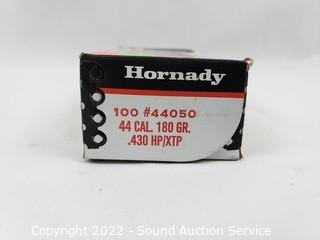 Hornady
100 #44050
44 CAL. 180 GR.
.430 HP/XTP
Copyright © 2022 - Sound Auction Service